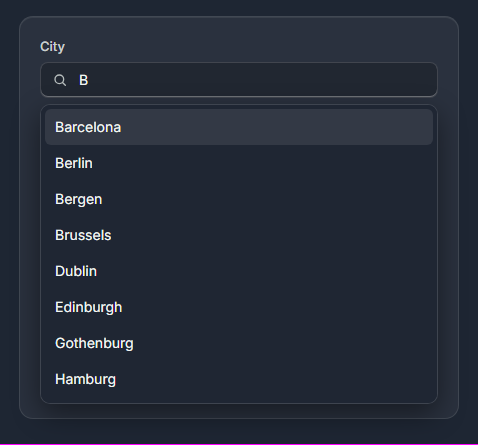 City
B
Barcelona
Berlin
Bergen
Brussels
Dublin
Edinburgh
Gothenburg
Hamburg